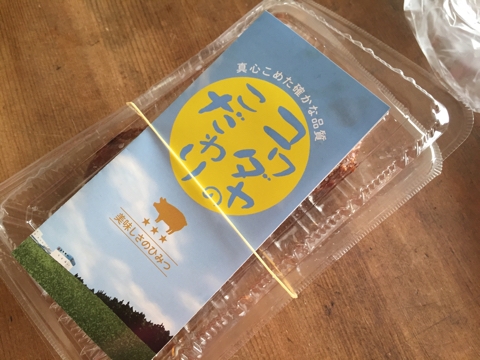 真心こめた確かな品質
コワダヤの
こだわり
美味しさのひみつ